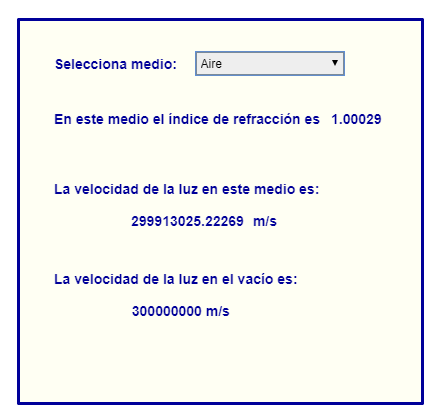 Selecciona medio: Aire
En este medio el índice de refracción es 1.00029
La velocidad de la luz en este medio es:
299913025.22269 m/s
La velocidad de la luz en el vacío es:
300000000 m/s